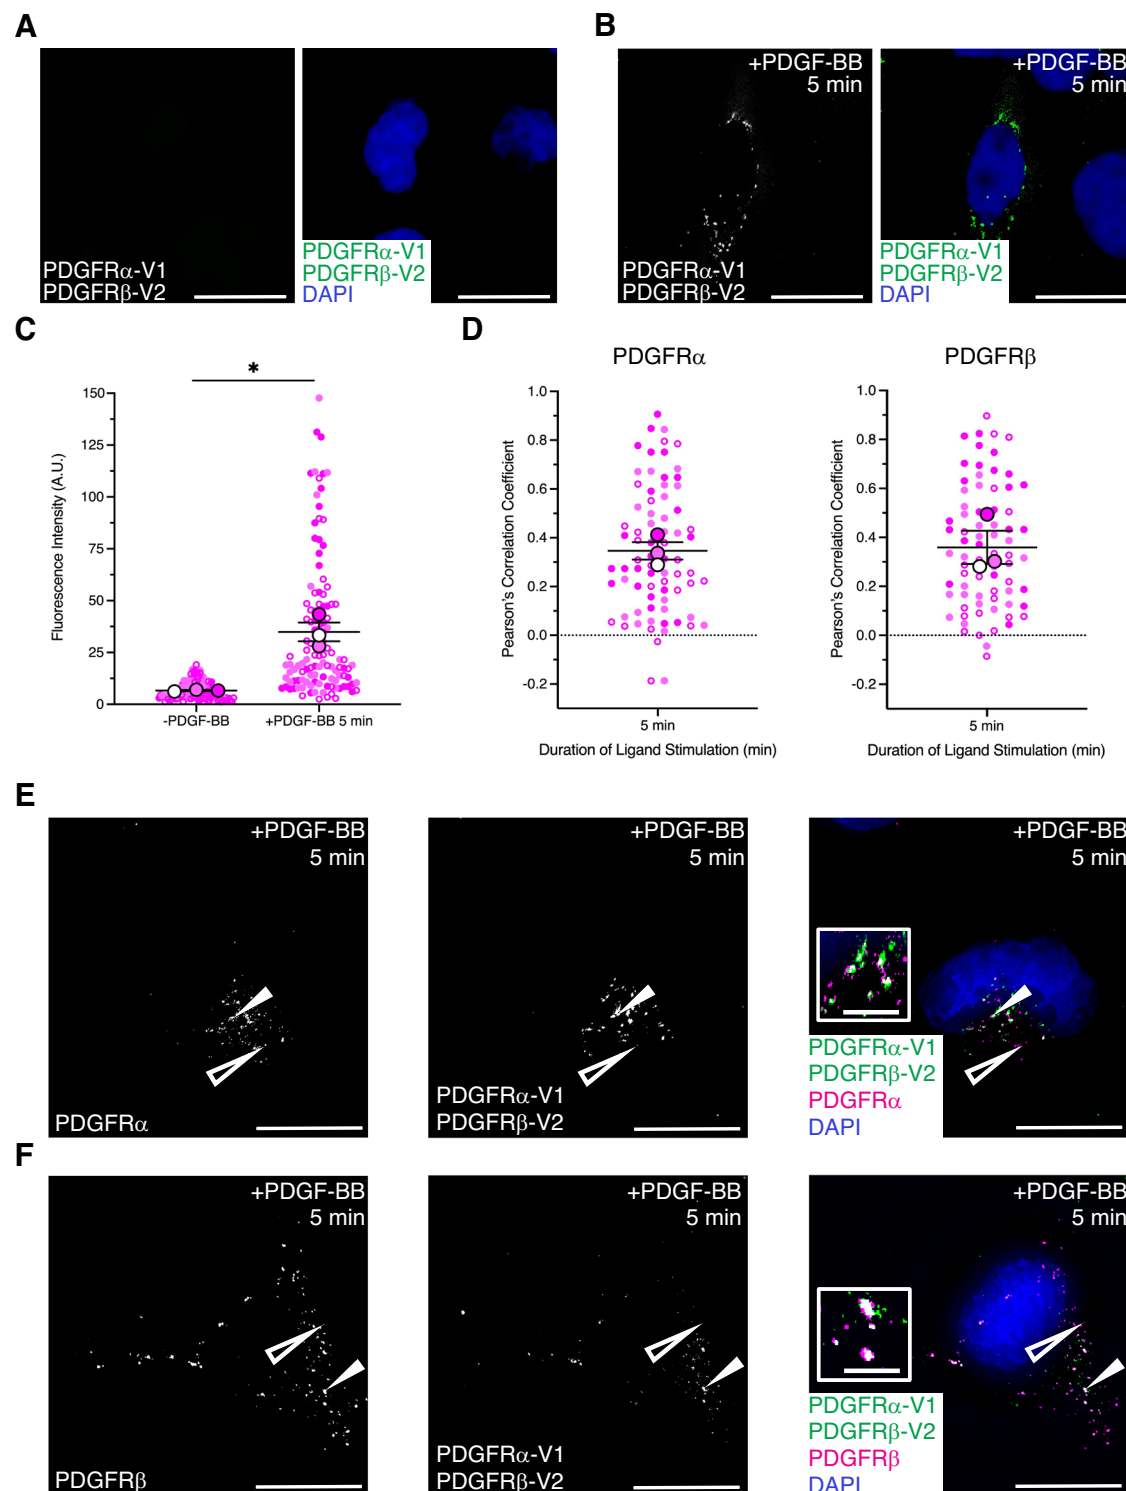 A
PDGFRα-V1
PDGFRβ-V2
PDGFRα-V1
PDGFRβ-V2
DAPI
B
+PDGF-BB
5 min
PDGFRα-V1
PDGFRβ-V2
+PDGF-BB
5 min
PDGFRα-V1
PDGFRβ-V2
DAPI
C
*
Fluorescence Intensity (A.U.)
150
125
100
75
50
25
0
-PDGF-BB
+PDGF-BB 5 min
D
PDGFRα
Pearson's Correlation Coefficient
1.0
0.8
0.6
0.4
0.2
0.0
-0.2
5 min
Duration of Ligand Stimulation (min)
PDGFRβ
Pearson's Correlation Coefficient
1.0
0.8
0.6
0.4
0.2
0.0
-0.2
5 min
Duration of Ligand Stimulation (min)
E
+PDGF-BB
5 min
PDGFRα
+PDGF-BB
5 min
PDGFRα-V1
PDGFRβ-V2
+PDGF-BB
5 min
PDGFRα-V1
PDGFRβ-V2
PDGFRα
DAPI
F
+PDGF-BB
5 min
PDGFRβ
+PDGF-BB
5 min
PDGFRα-V1
PDGFRβ-V2
+PDGF-BB
5 min
PDGFRα-V1
PDGFRβ-V2
PDGFRβ
DAPI